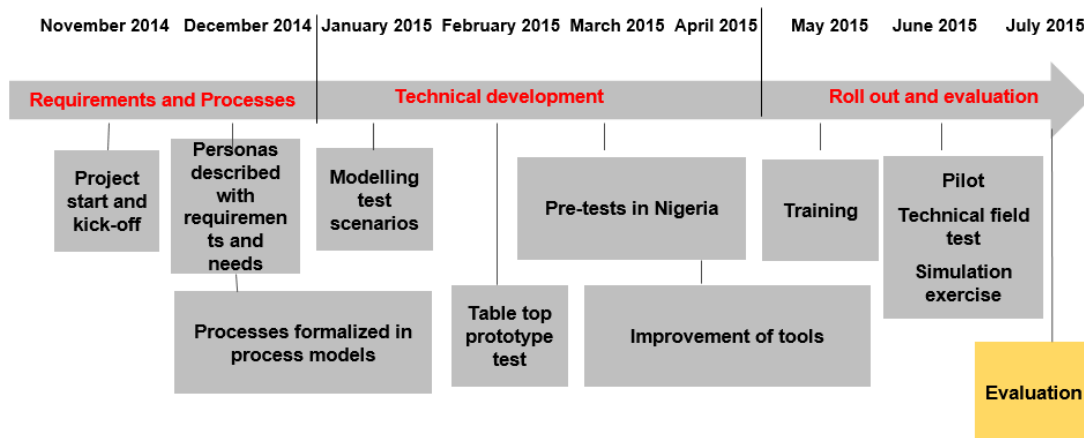 November 2014 December 2014 January 2015 February 2015 March 2015 April 2015 May 2015 June 2015 July 2015
Requirements and Processes Technical development Roll out and evaluation
Project
start and
kick-off
Personas
described
with
requiremen
ts and
needs
Modelling
test
scenarios
Pre-tests in Nigeria
Training
Pilot
Technical field
test
Simulation
exercise
Processes formalized in
process models
Table top
prototype
test
Improvement of tools
Evaluation